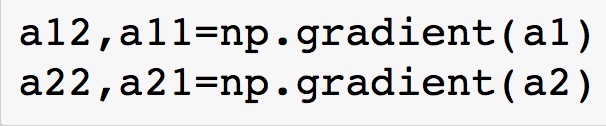 a12,a11=np.gradient(a1)
a22,a21=np.gradient(a2)